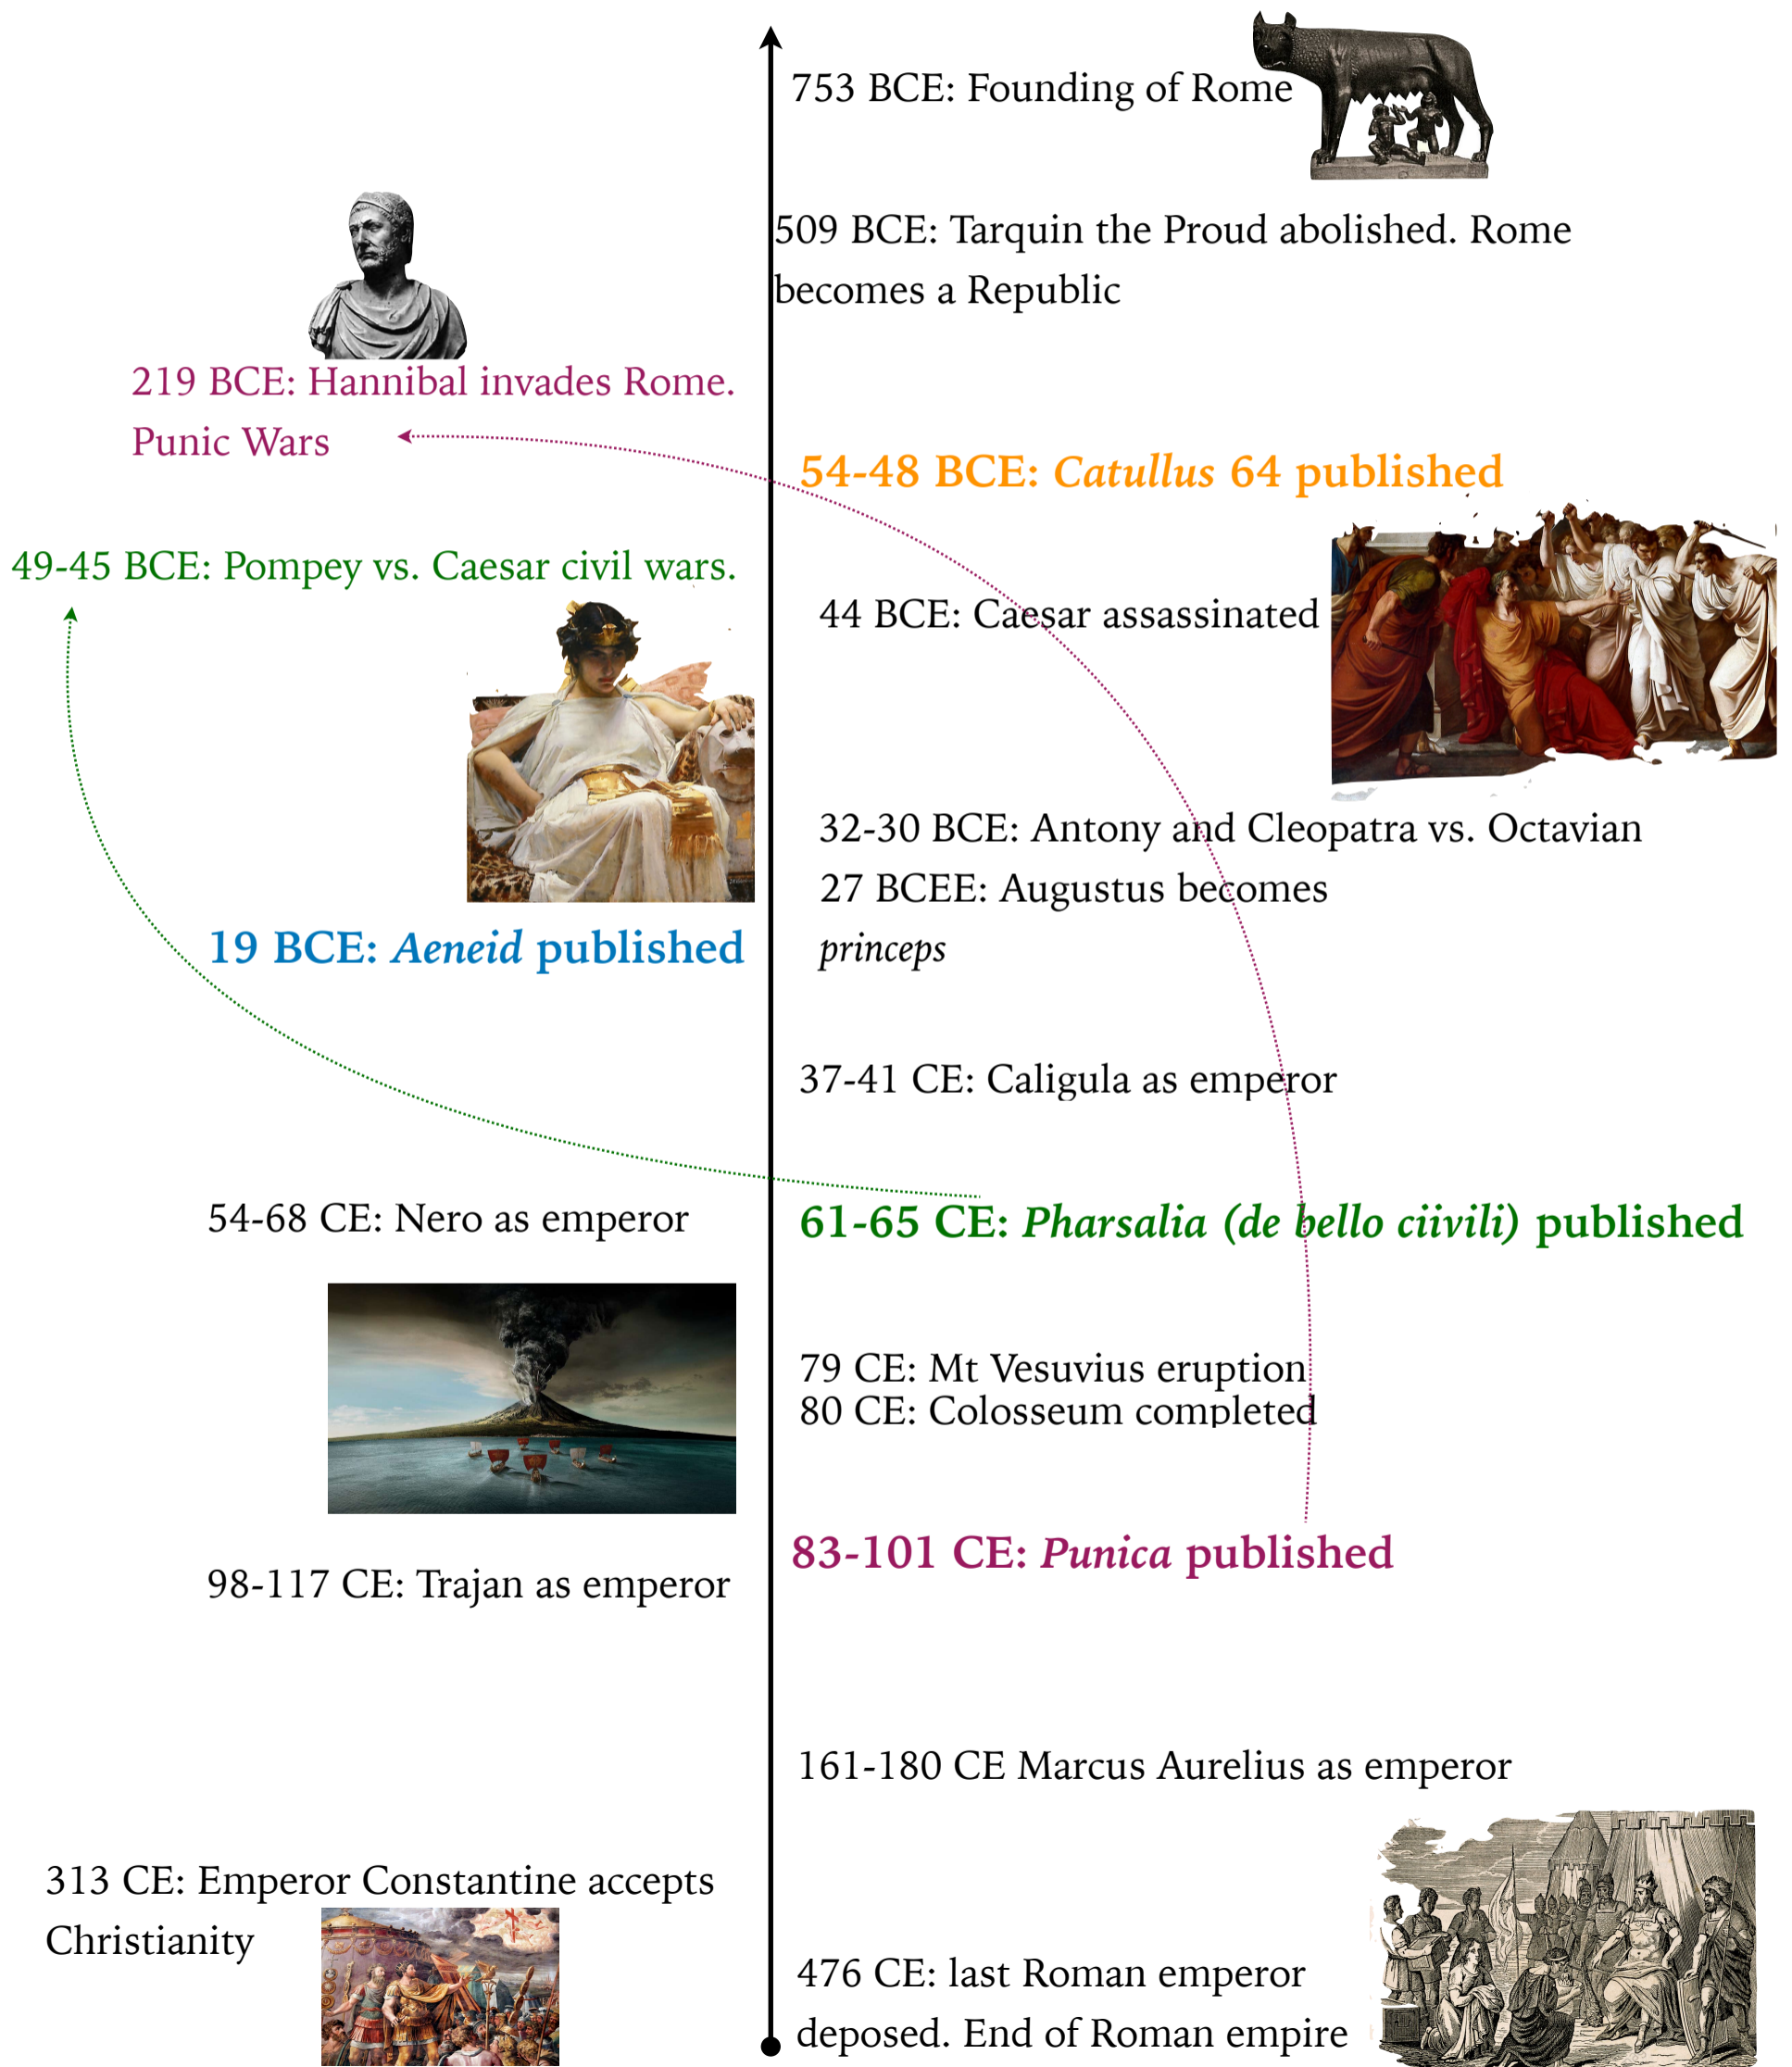 753 BCE: Founding of Rome
509 BCE: Tarquin the Proud abolished. Rome
becomes a Republic
219 BCE: Hannibal invades Rome.
Punic Wars
54-48 BCE: Catullus 64 published
49-45 BCE: Pompey vs. Caesar civil wars.
44 BCE: Caesar assassinated
32-30 BCE: Antony and Cleopatra vs. Octavian
27 BCEE: Augustus becomes
princeps
19 BCE: Aeneid published
37-41 CE: Caligula as emperor
54-68 CE: Nero as emperor
61-65 CE: Pharsalia (de bello ciivili) published
79 CE: Mt Vesuvius eruption
80 CE: Colosseum completed
83-101 CE: Punica published
98-117 CE: Trajan as emperor
161-180 CE Marcus Aurelius as emperor
313 CE: Emperor Constantine accepts
Christianity
476 CE: last Roman emperor
deposed. End of Roman empire